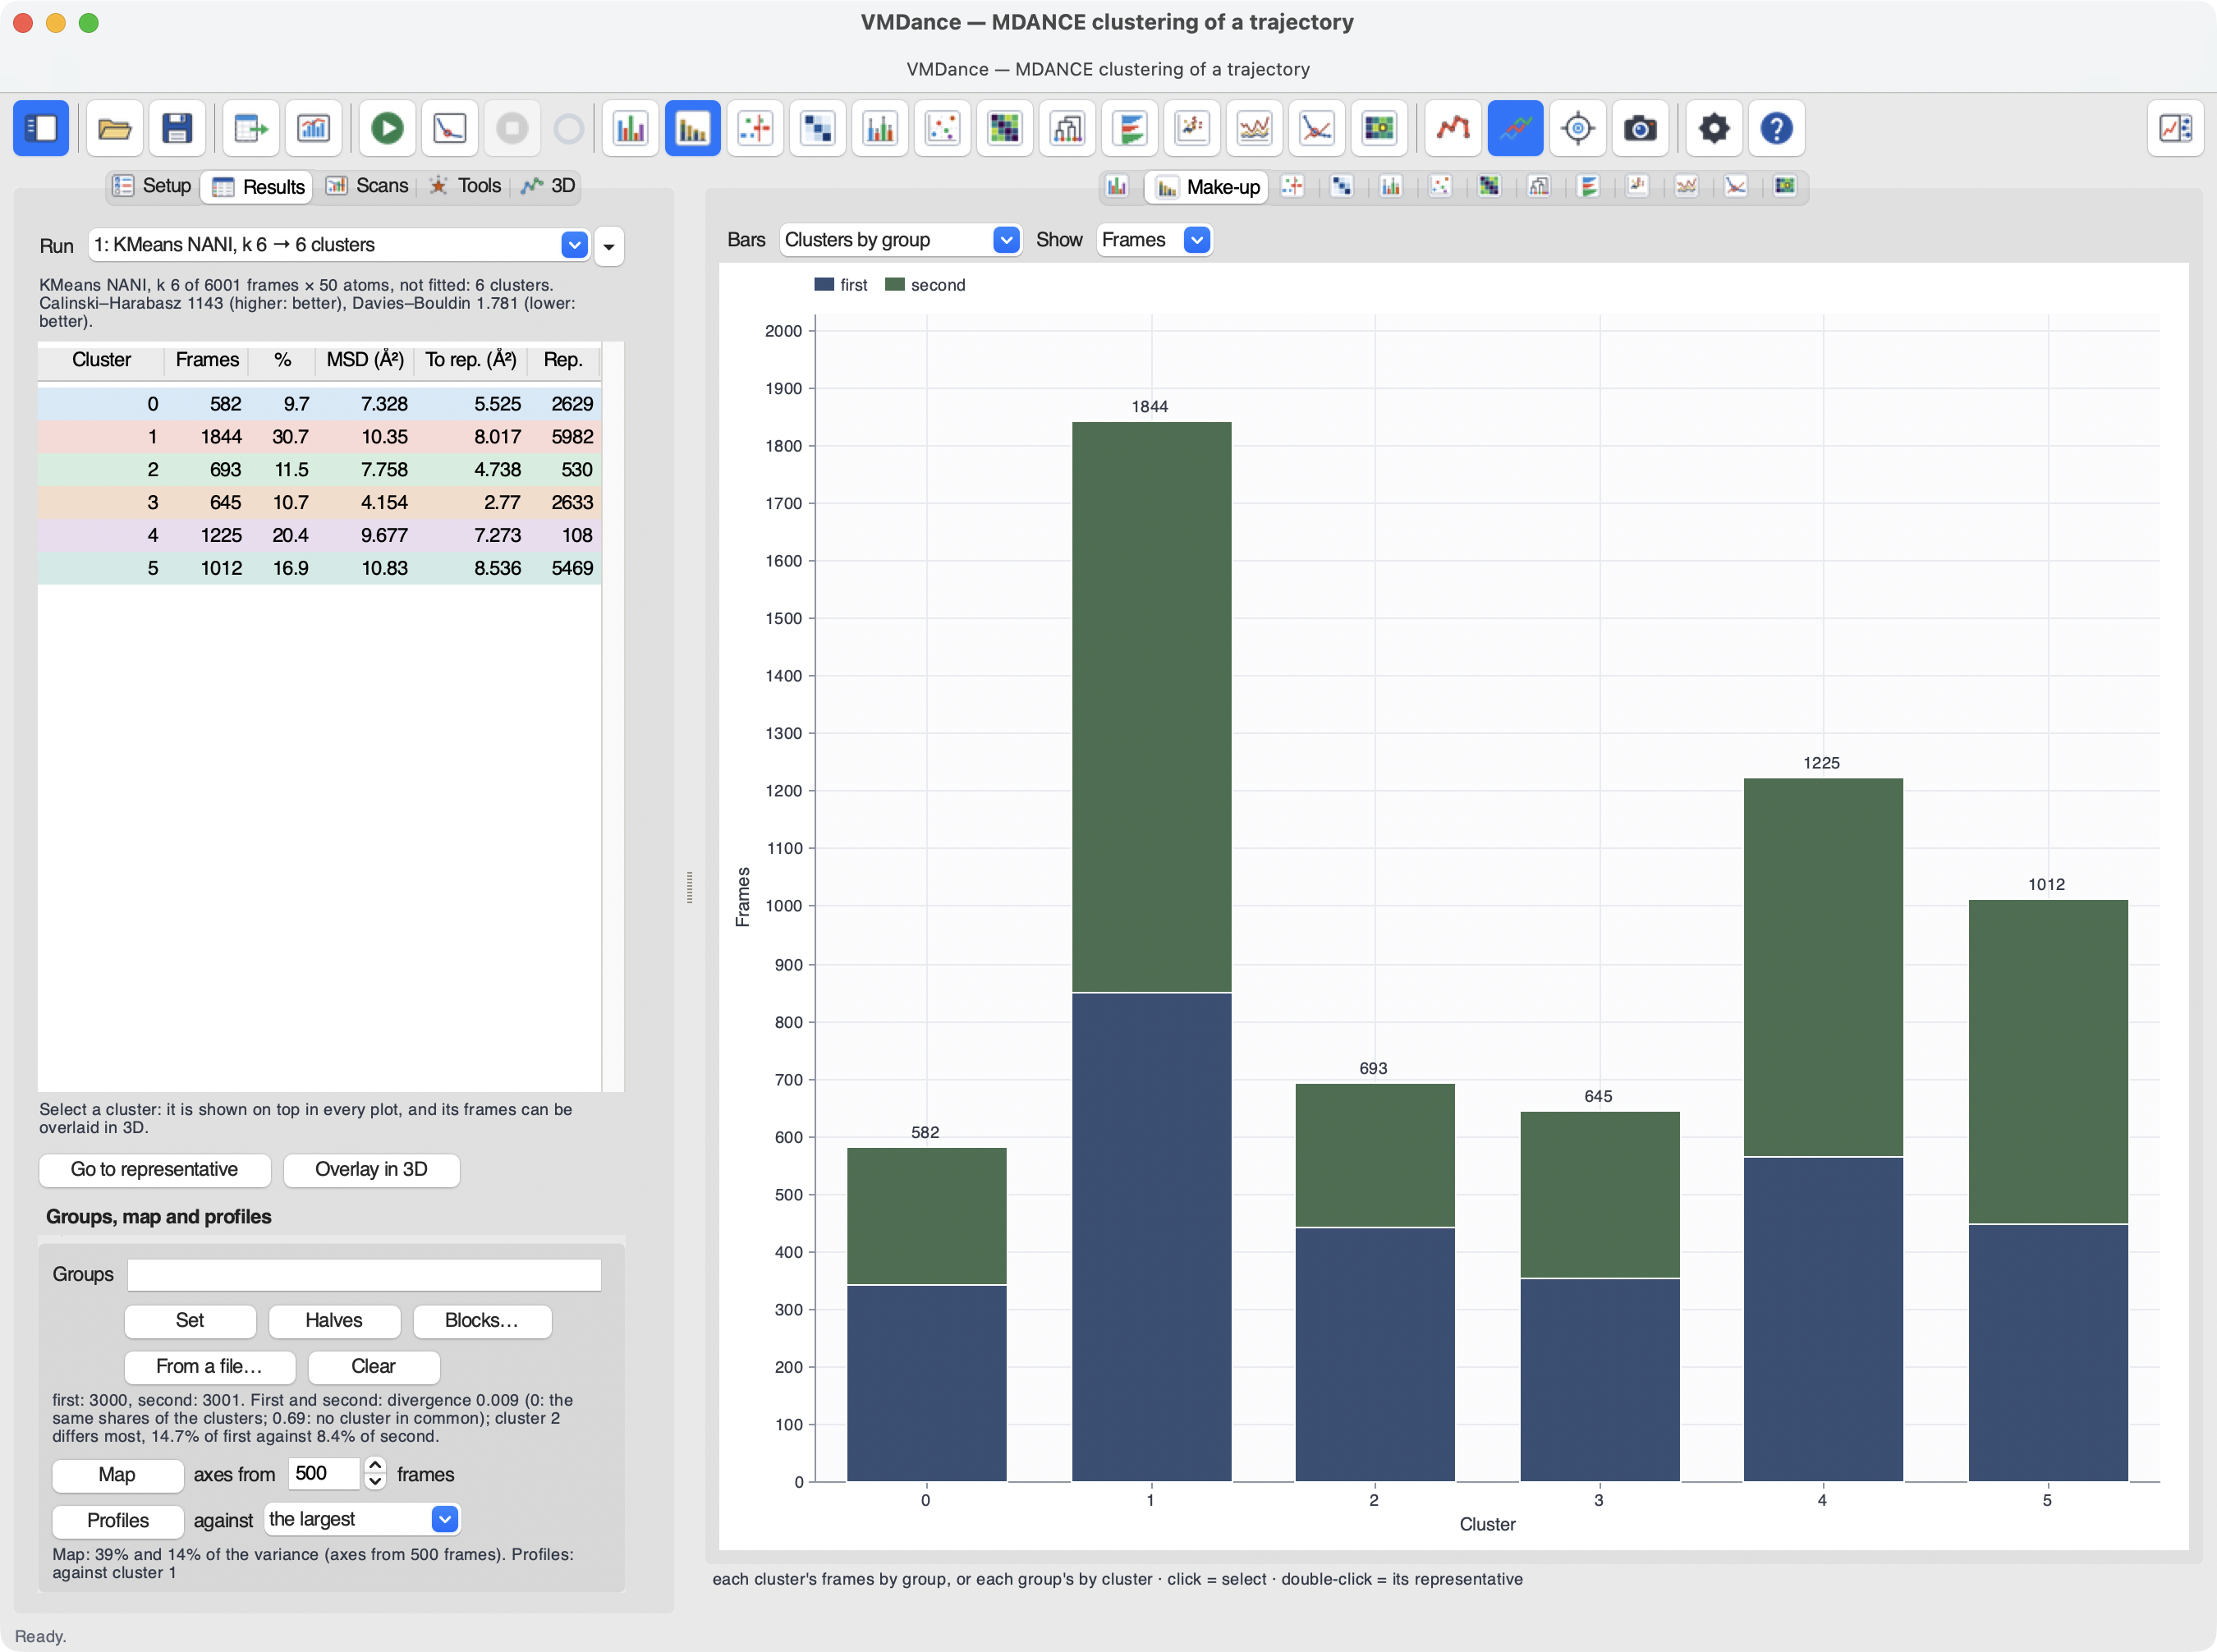 VMDance — MDANCE clustering of a trajectory
VMDance — MDANCE clustering of a trajectory
Setup Results Scans Tools 3D
Run 1: KMeans NANI, k 6 → 6 clusters
KMeans NANI, k 6 of 6001 frames × 50 atoms, not fitted: 6 clusters.
Calinski–Harabasz 1143 (higher: better), Davies–Bouldin 1.781 (lower:
better).
Cluster Frames % MSD (Å²) To rep. (Å²) Rep.
0 582 9.7 7.328 5.525 2629
1 1844 30.7 10.35 8.017 5982
2 693 11.5 7.758 4.738 530
3 645 10.7 4.154 2.77 2633
4 1225 20.4 9.677 7.273 108
5 1012 16.9 10.83 8.536 5469
Select a cluster: it is shown on top in every plot, and its frames can be
overlaid in 3D.
Go to representative Overlay in 3D
Groups, map and profiles
Groups
Set Halves Blocks…
From a file… Clear
first: 3000, second: 3001. First and second: divergence 0.009 (0: the
same shares of the clusters; 0.69: no cluster in common); cluster 2
differs most, 14.7% of first against 8.4% of second.
Map axes from 500 frames
Profiles against the largest
Map: 39% and 14% of the variance (axes from 500 frames). Profiles:
against cluster 1
Ready.
Make-up
Bars Clusters by group Show Frames
first second
2000
1900
1800
1700
1600
1500
1400
1300
1200
1100
1000
900
800
700
600
500
400
300
200
100
0
Frames
582
1844
693
645
1225
1012
0 1 2 3 4 5
Cluster
each cluster's frames by group, or each group's by cluster · click = select · double-click = its representative